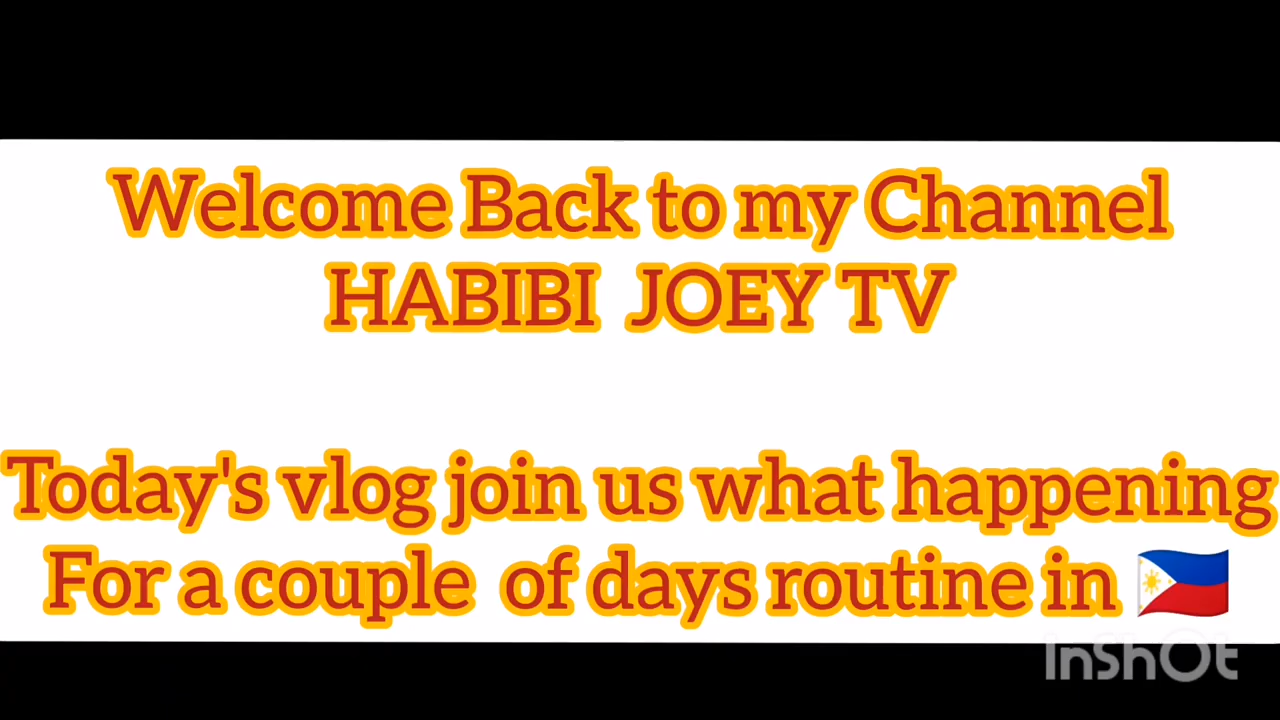 Welcome Back to my Channel
HABIBI JOEY TV
Today's vlog join us what happening
For a couple of days routine in 🇵🇭
InShOt